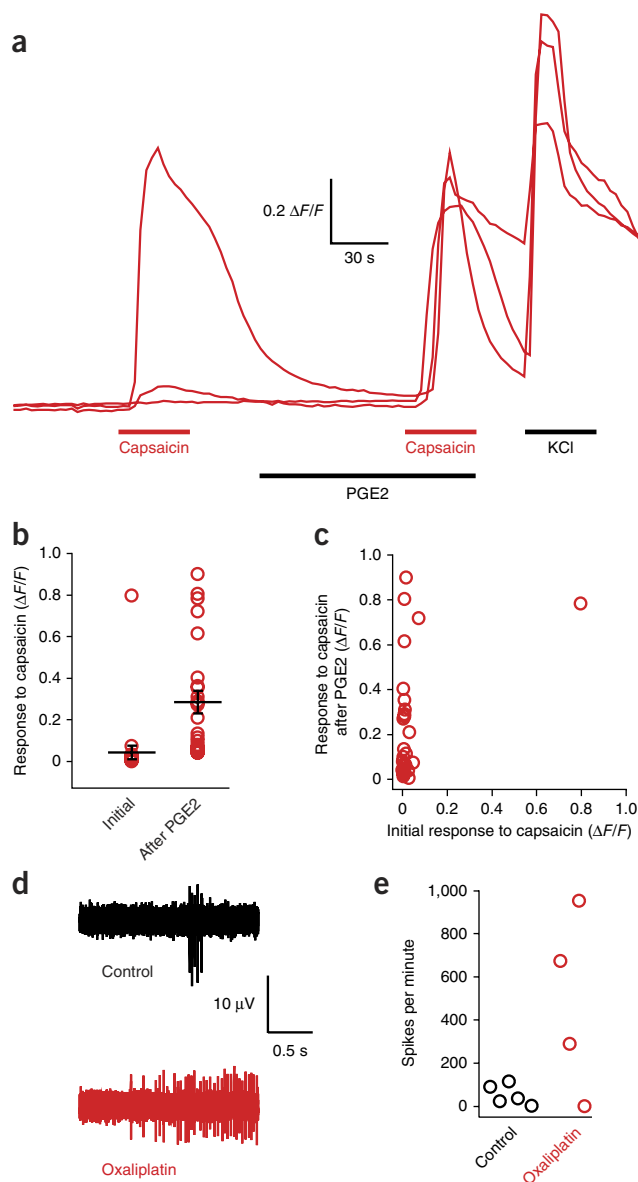 a
0.2 ΔF/F
30 s
Capsaicin
Capsaicin
KCl
PGE2
b
Response to capsaicin (ΔF/F)
1.0
0.8
0.6
0.4
0.2
0
Initial
After PGE2
c
Response to capsaicin
after PGE2 (ΔF/F)
1.0
0.8
0.6
0.4
0.2
0
0 0.2 0.4 0.6 0.8 1.0
Initial response to capsaicin (ΔF/F)
d
Control
10 μV
0.5 s
Oxaliplatin
e
Spikes per minute
1,000
800
600
400
200
0
Control
Oxaliplatin